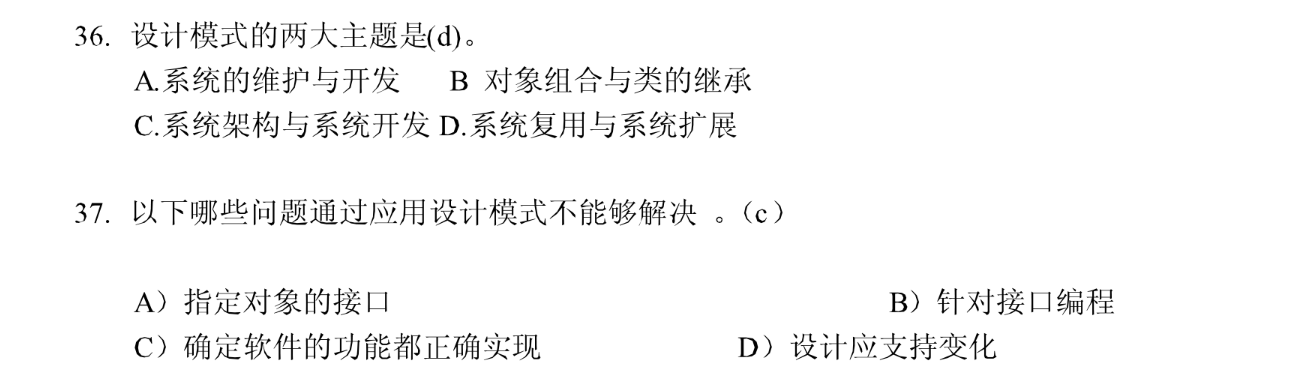 36. 设计模式的两大主题是(d)。
A.系统的维护与开发 B 对象组合与类的继承
C.系统架构与系统开发 D.系统复用与系统扩展
37. 以下哪些问题通过应用设计模式不能够解决 。（c）
A）指定对象的接口 B）针对接口编程
C）确定软件的功能都正确实现 D）设计应支持变化